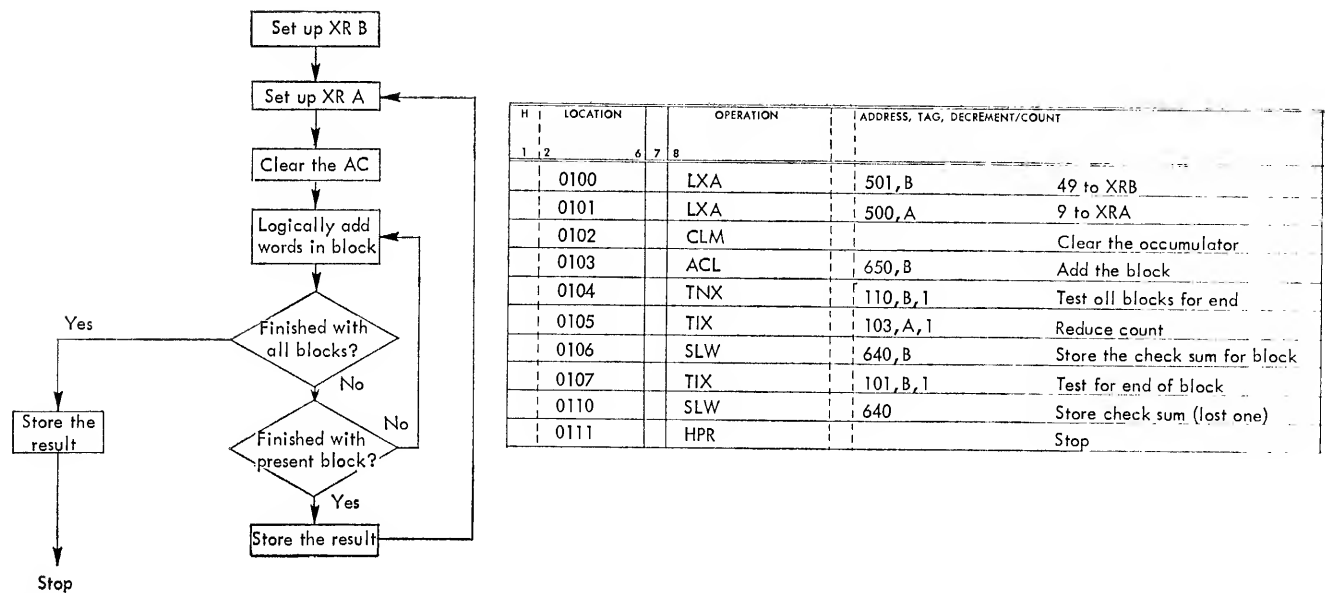 Set up XR B
Set up XR A
Clear the AC
Logically add
words in block
Finished with
all blocks?
Yes
No
Store the
result
Finished with
present block?
No
Yes
Store the result
Stop
H LOCATION OPERATION ADDRESS, TAG, DECREMENT/COUNT
1 2 6 7 8
0100 LXA 501,B 49 to XRB
0101 LXA 500,A 9 to XRA
0102 CLM Clear the occumulator
0103 ACL 650,B Add the block
0104 TNX 110,B,1 Test oll blocks for end
0105 TIX 103,A,1 Reduce count
0106 SLW 640,B Store the check sum for block
0107 TIX 101,B,1 Test for end of block
0110 SLW 640 Store check sum (lost one)
0111 HPR Stop